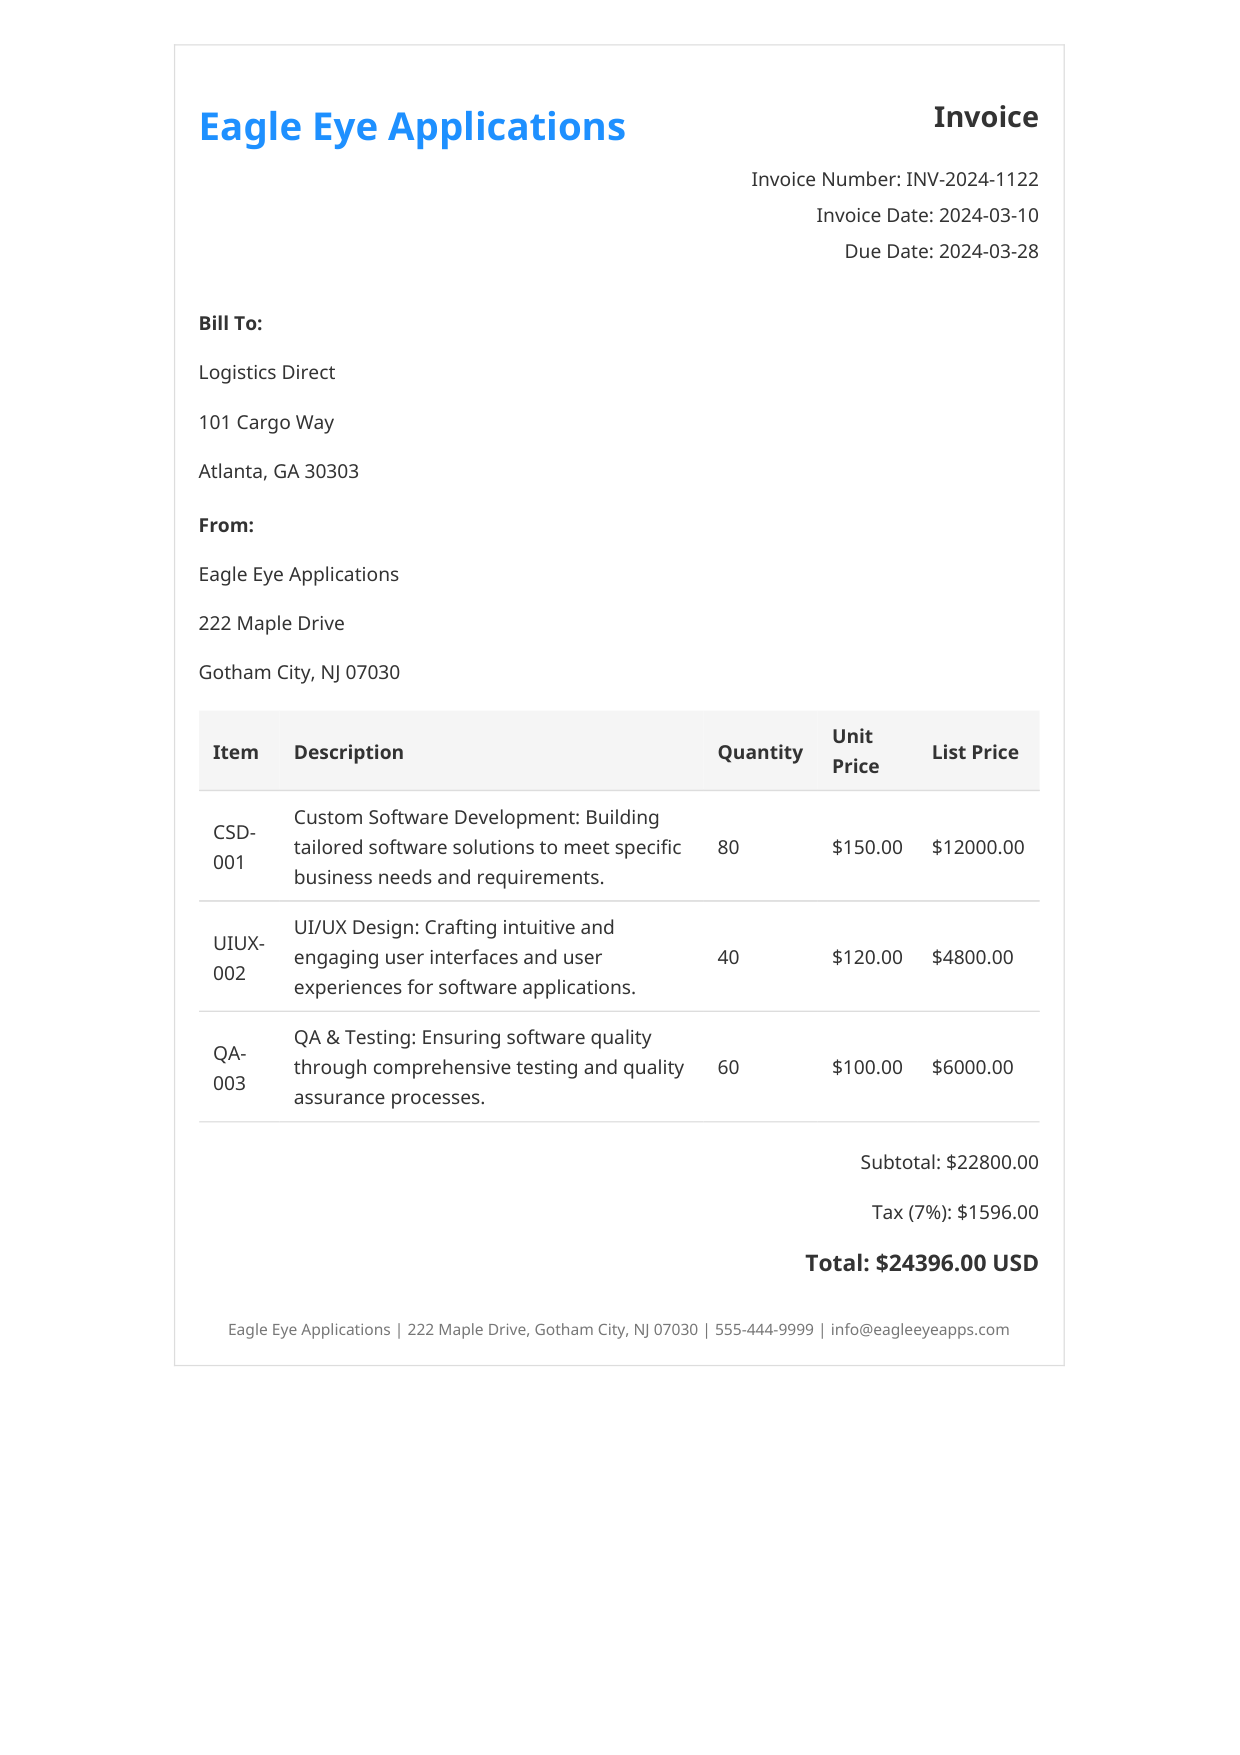 Eagle Eye Applications
Invoice
Invoice Number: INV-2024-1122
Invoice Date: 2024-03-10
Due Date: 2024-03-28
Bill To:
Logistics Direct
101 Cargo Way
Atlanta, GA 30303
From:
Eagle Eye Applications
222 Maple Drive
Gotham City, NJ 07030
Item Description Quantity Unit Price List Price
CSD-001 Custom Software Development: Building tailored software solutions to meet specific business needs and requirements. 80 $150.00 $12000.00
UIUX-002 UI/UX Design: Crafting intuitive and engaging user interfaces and user experiences for software applications. 40 $120.00 $4800.00
QA-003 QA & Testing: Ensuring software quality through comprehensive testing and quality assurance processes. 60 $100.00 $6000.00
Subtotal: $22800.00
Tax (7%): $1596.00
Total: $24396.00 USD
Eagle Eye Applications | 222 Maple Drive, Gotham City, NJ 07030 | 555-444-9999 | info@eagleeyeapps.com